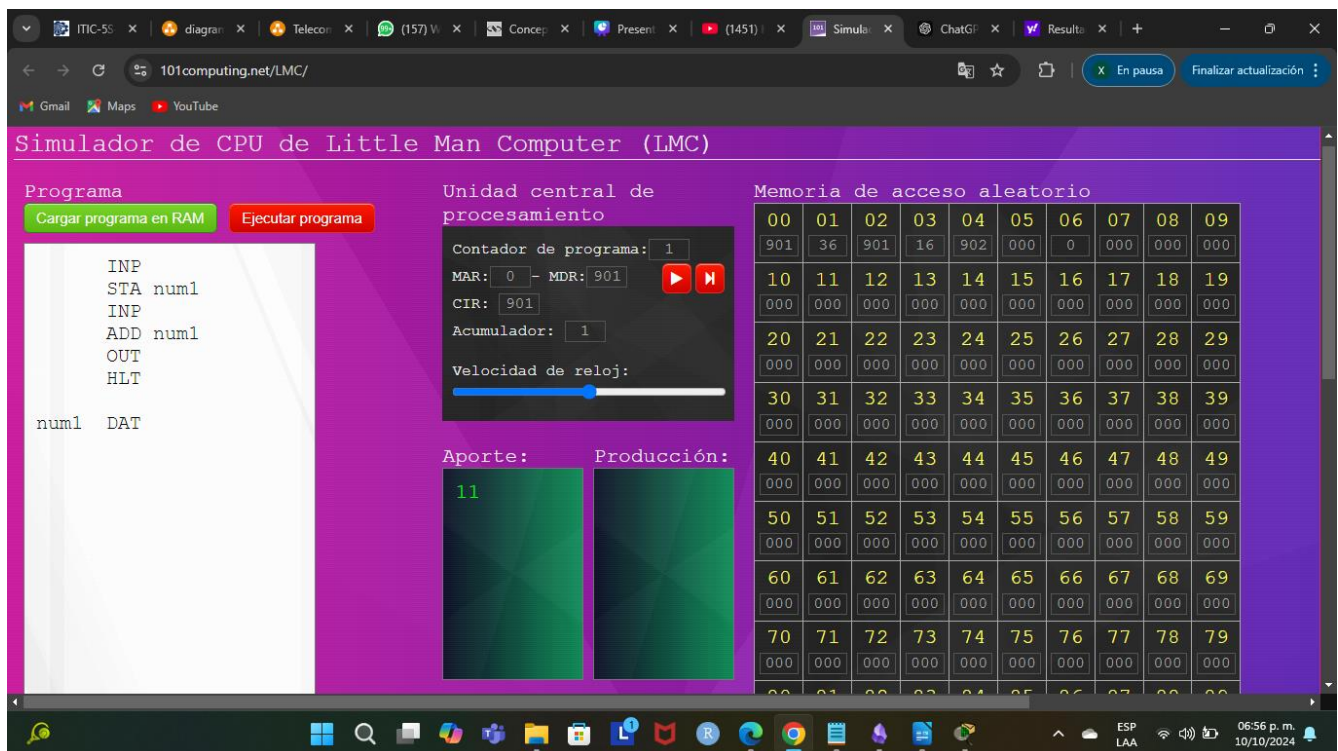 ITIC-5S
diagran
Telecon
(157) W
Concep
Present
(1451)
Simula
ChatGP
Resulta
101computing.net/LMC/
En pausa
Finalizar actualización
Gmail Maps YouTube
Simulador de CPU de Little Man Computer (LMC)
Programa
Cargar programa en RAM Ejecutar programa
INP
STA num1
INP
ADD num1
OUT
HLT
num1 DAT
Unidad central de
procesamiento
Contador de programa: 1
MAR: 0 - MDR: 901
CIR: 901
Acumulador: 1
Velocidad de reloj:
Aporte: Producción:
11
Memoria de acceso aleatorio
00 01 02 03 04 05 06 07 08 09
901 36 901 16 902 000 0 000 000 000
10 11 12 13 14 15 16 17 18 19
000 000 000 000 000 000 000 000 000 000
20 21 22 23 24 25 26 27 28 29
000 000 000 000 000 000 000 000 000 000
30 31 32 33 34 35 36 37 38 39
000 000 000 000 000 000 000 000 000 000
40 41 42 43 44 45 46 47 48 49
000 000 000 000 000 000 000 000 000 000
50 51 52 53 54 55 56 57 58 59
000 000 000 000 000 000 000 000 000 000
60 61 62 63 64 65 66 67 68 69
000 000 000 000 000 000 000 000 000 000
70 71 72 73 74 75 76 77 78 79
000 000 000 000 000 000 000 000 000 000
ESP
LAA
06:56 p. m.
10/10/2024